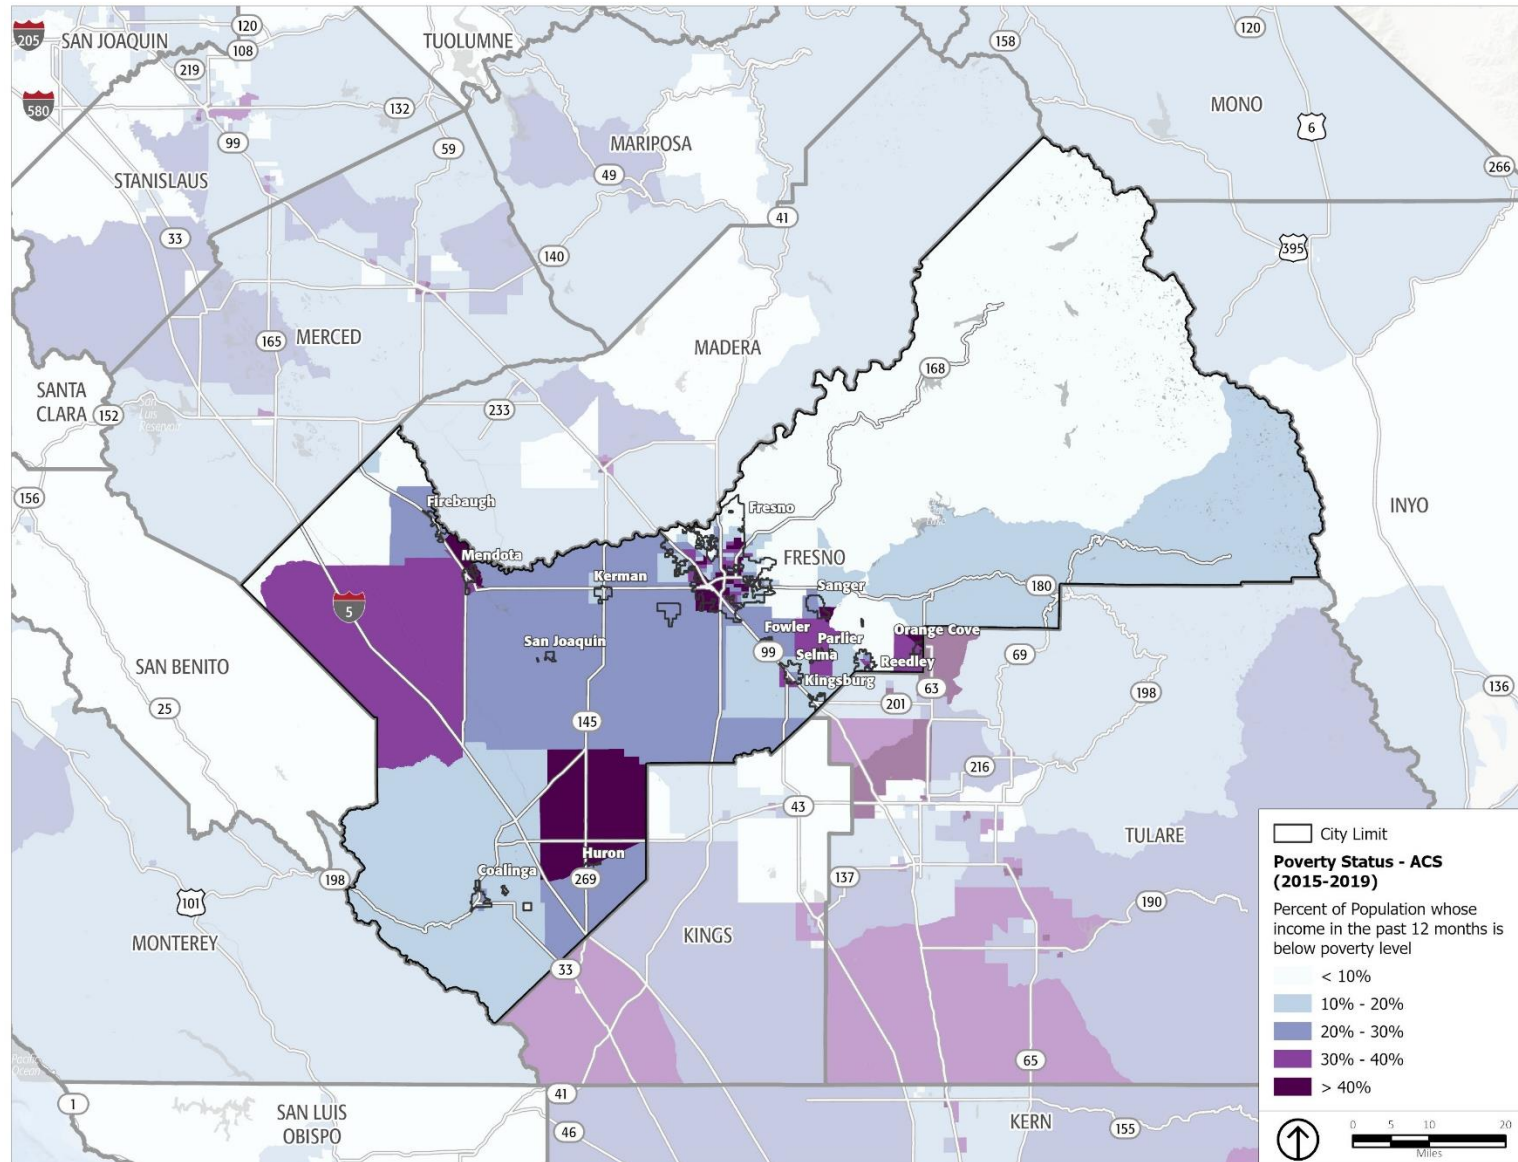 205
SAN JOAQUIN
120
108
TUOLUMNE
158
120
219
580
132
MONO
99
59
MARIPOSA
6
STANISLAUS
49
266
33
41
140
395
165
MERCED
MADERA
SANTA
CLARA
152
San
Luis
Reservoir
233
168
156
Firebaugh
Fresno
INYO
Mendota
FRESNO
Kerman
Sanger
180
5
Fowler
Orange Cove
San Joaquin
Parlier
99
Selma
Reedley
69
SAN BENITO
Kingsburg
63
198
136
25
201
145
216
43
TULARE
Huron
Coalinga
198
269
137
101
190
MONTEREY
KINGS
33
65
Pacific
Ocean
1
SAN LUIS
OBISPO
41
46
KERN
155
City Limit
Poverty Status - ACS
(2015-2019)
Percent of Population whose
income in the past 12 months is
below poverty level
< 10%
10% - 20%
20% - 30%
30% - 40%
> 40%
0 5 10 20
Miles